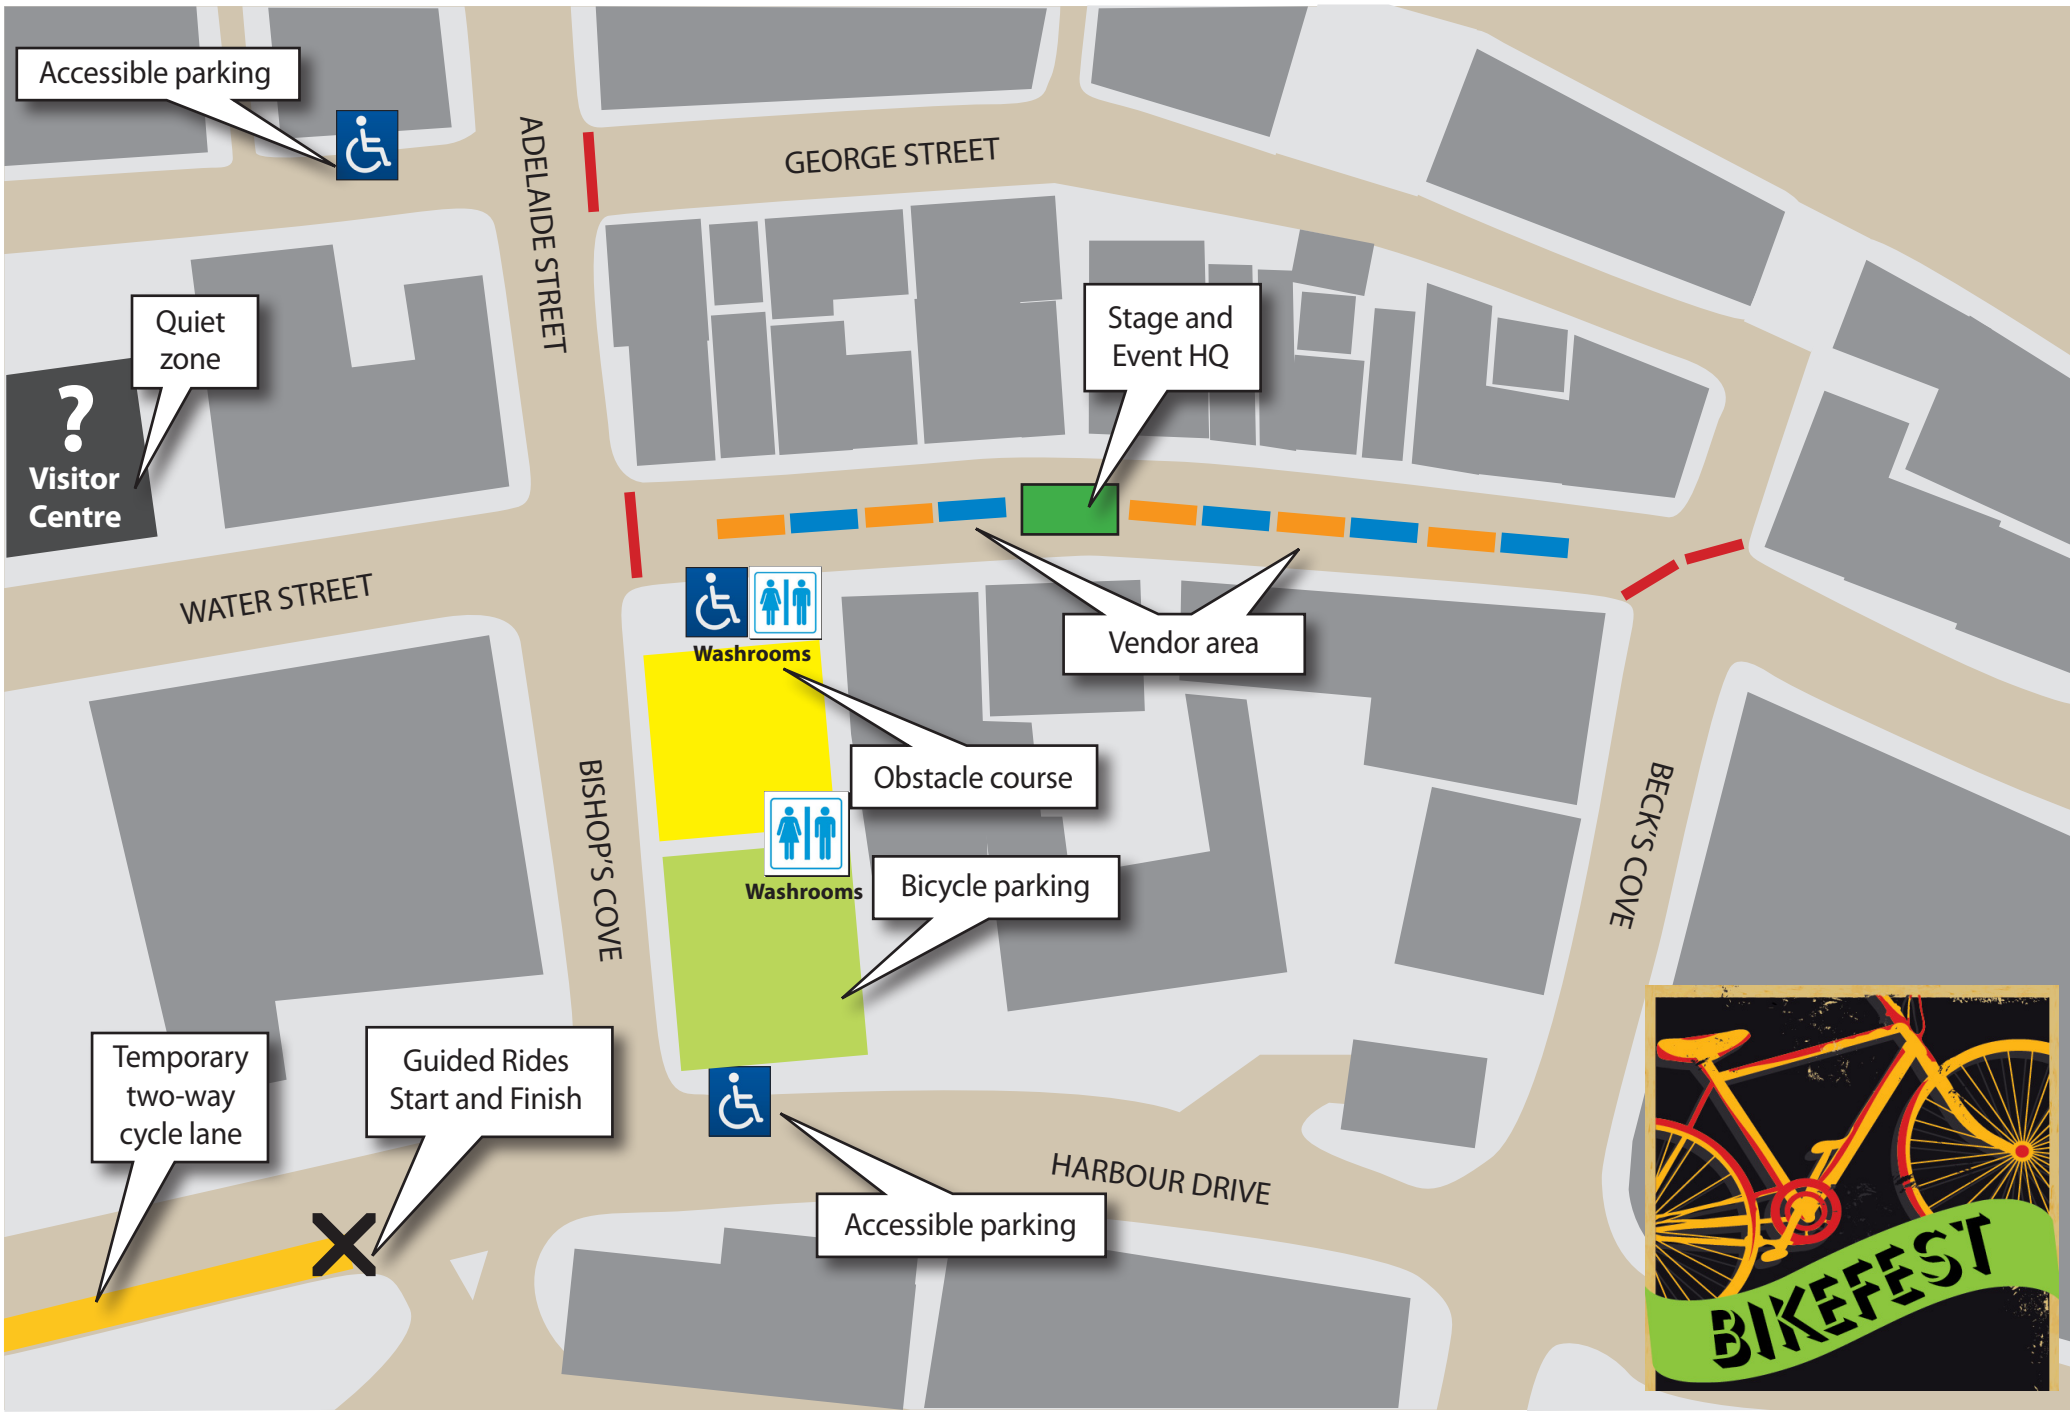 Accessible parking
ADELAIDE STREET
GEORGE STREET
Quiet
zone
Stage and
Event HQ
?
Visitor
Centre
WATER STREET
Washrooms
Vendor area
Obstacle course
BISHOP'S COVE
BECK'S COVE
Washrooms
Bicycle parking
Temporary
two-way
cycle lane
Guided Rides
Start and Finish
HARBOUR DRIVE
Accessible parking
BIKEFEST